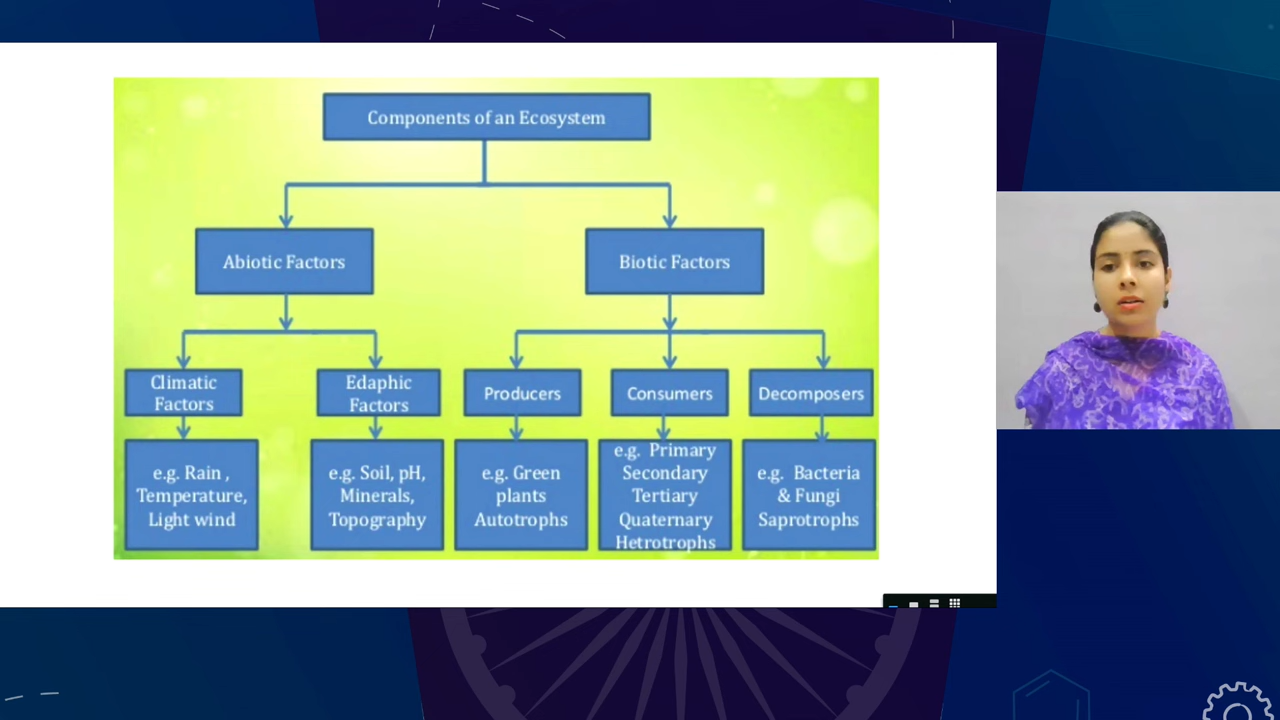 Components of an Ecosystem
Abiotic Factors
Biotic Factors
Climatic
Factors
Edaphic
Factors
Producers
Consumers
Decomposers
e.g. Rain ,
Temperature,
Light wind
e.g. Soil, pH,
Minerals,
Topography
e.g. Green
plants
Autotrophs
e.g. Primary
Secondary
Tertiary
Quaternary
Hetrotrophs
e.g. Bacteria
& Fungi
Saprotrophs